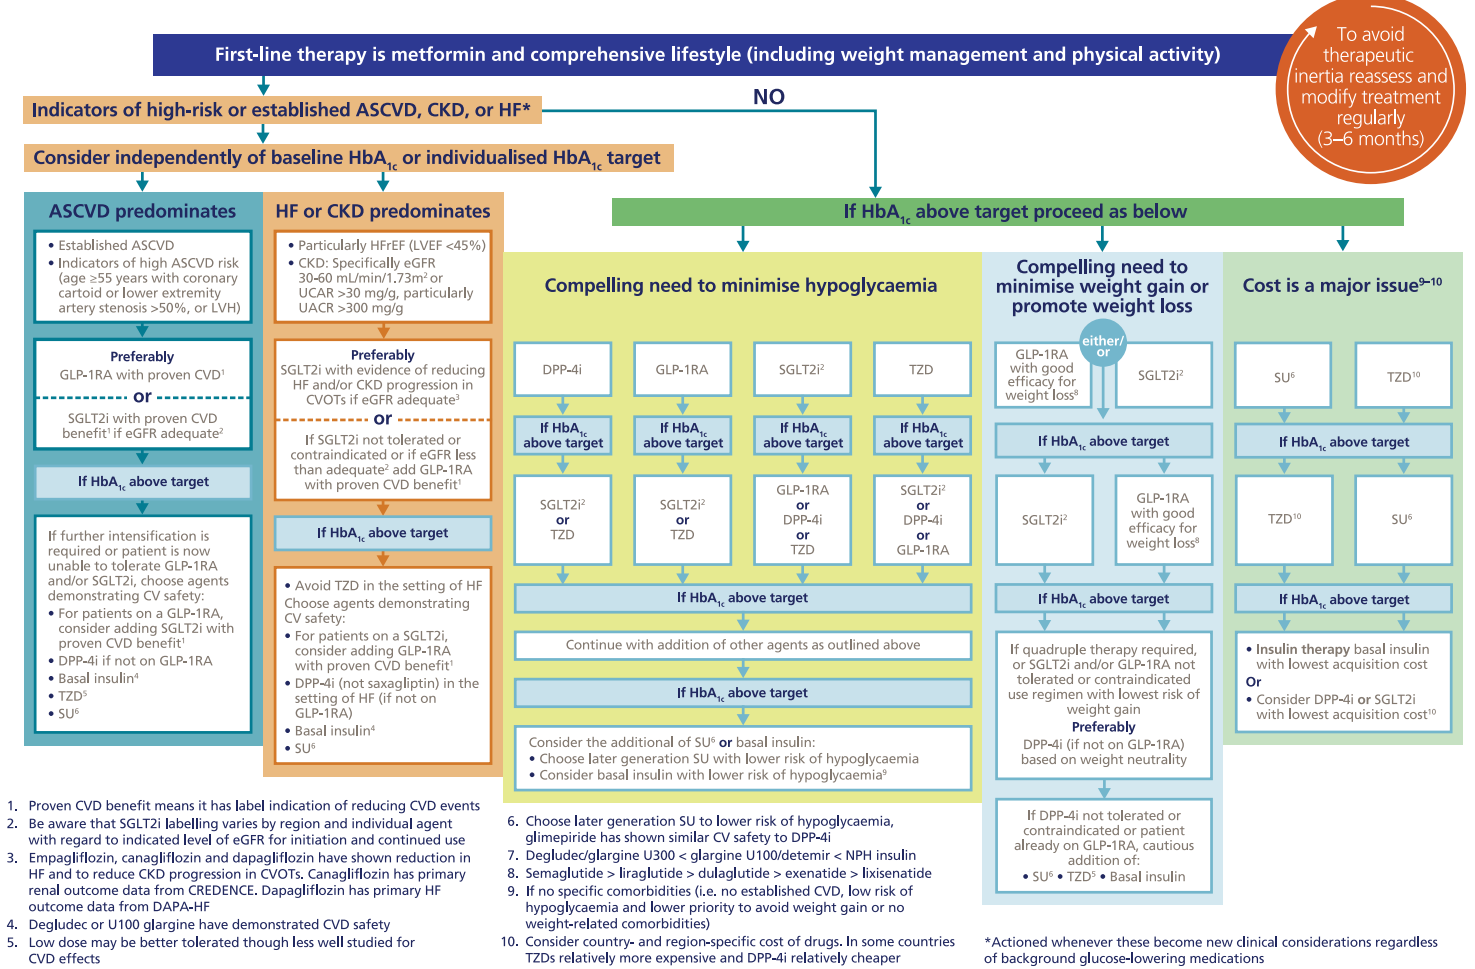 First-line therapy is metformin and comprehensive lifestyle (including weight management and physical activity)
To avoid
therapeutic
inertia reassess and
modify treatment
regularly
(3–6 months)
Indicators of high-risk or established ASCVD, CKD, or HF*
NO
Consider independently of baseline HbA1c or individualised HbA1c target
ASCVD predominates
• Established ASCVD
• Indicators of high ASCVD risk
(age ≥55 years with coronary
cartoid or lower extremity
artery stenosis >50%, or LVH)
Preferably
GLP-1RA with proven CVD1
or
SGLT2i with proven CVD
benefit1 if eGFR adequate2
If HbA1c above target
If further intensification is
required or patient is now
unable to tolerate GLP-1RA
and/or SGLT2i, choose agents
demonstrating CV safety:
• For patients on a GLP-1RA,
consider adding SGLT2i with
proven CVD benefit1
• DPP-4i if not on GLP-1RA
• Basal insulin4
• TZD5
• SU6
HF or CKD predominates
• Particularly HFrEF (LVEF <45%)
• CKD: Specifically eGFR
30-60 mL/min/1.73m2 or
UCAR >30 mg/g, particularly
UACR >300 mg/g
Preferably
SGLT2i with evidence of reducing
HF and/or CKD progression in
CVOTs if eGFR adequate3
or
If SGLT2i not tolerated or
contraindicated or if eGFR less
than adequate2 add GLP-1RA
with proven CVD benefit1
If HbA1c above target
• Avoid TZD in the setting of HF
Choose agents demonstrating
CV safety:
• For patients on a SGLT2i,
consider adding GLP-1RA
with proven CVD benefit1
• DPP-4i (not saxagliptin) in the
setting of HF (if not on
GLP-1RA)
• Basal insulin4
• SU6
If HbA1c above target proceed as below
Compelling need to minimise hypoglycaemia
DPP-4i
GLP-1RA
SGLT2i2
TZD
If HbA1c
above target
If HbA1c
above target
If HbA1c
above target
If HbA1c
above target
SGLT2i2
or
TZD
SGLT2i2
or
TZD
GLP-1RA
or
DPP-4i
or
TZD
SGLT2i2
or
DPP-4i
or
GLP-1RA
If HbA1c above target
Continue with addition of other agents as outlined above
If HbA1c above target
Consider the additional of SU6 or basal insulin:
• Choose later generation SU with lower risk of hypoglycaemia
• Consider basal insulin with lower risk of hypoglycaemia9
Compelling need to
minimise weight gain or
promote weight loss
either/
or
GLP-1RA
with good
efficacy for
weight loss8
SGLT2i2
If HbA1c above target
SGLT2i2
GLP-1RA
with good
efficacy for
weight loss8
If HbA1c above target
If quadruple therapy required,
or SGLT2i and/or GLP-1RA not
tolerated or contraindicated
use regimen with lowest risk of
weight gain
Preferably
DPP-4i (if not on GLP-1RA)
based on weight neutrality
If DPP-4i not tolerated or
contraindicated or patient
already on GLP-1RA, cautious
addition of:
• SU6 • TZD5 • Basal insulin
Cost is a major issue9–10
SU6
TZD10
If HbA1c above target
TZD10
SU6
If HbA1c above target
• Insulin therapy basal insulin
with lowest acquisition cost
Or
• Consider DPP-4i or SGLT2i
with lowest acquisition cost10
1. Proven CVD benefit means it has label indication of reducing CVD events
2. Be aware that SGLT2i labelling varies by region and individual agent
with regard to indicated level of eGFR for initiation and continued use
3. Empagliflozin, canagliflozin and dapagliflozin have shown reduction in
HF and to reduce CKD progression in CVOTs. Canagliflozin has primary
renal outcome data from CREDENCE. Dapagliflozin has primary HF
outcome data from DAPA-HF
4. Degludec or U100 glargine have demonstrated CVD safety
5. Low dose may be better tolerated though less well studied for
CVD effects
6. Choose later generation SU to lower risk of hypoglycaemia,
glimepiride has shown similar CV safety to DPP-4i
7. Degludec/glargine U300 < glargine U100/detemir < NPH insulin
8. Semaglutide > liraglutide > dulaglutide > exenatide > lixisenatide
9. If no specific comorbidities (i.e. no established CVD, low risk of
hypoglycaemia and lower priority to avoid weight gain or no
weight-related comorbidities)
10. Consider country- and region-specific cost of drugs. In some countries
TZDs relatively more expensive and DPP-4i relatively cheaper
*Actioned whenever these become new clinical considerations regardless
of background glucose-lowering medications